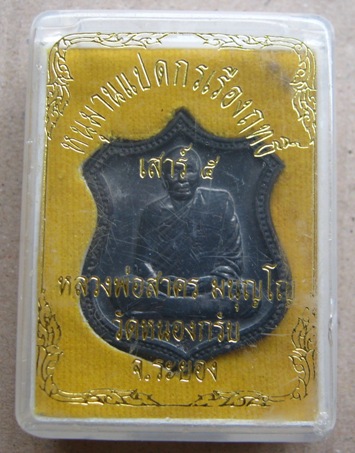 หนุมานแปดกรเรืองฤทธิ์
เสาร์ ๕
หลวงพ่อสาคร มนุญโญ
วัดหนองกรับ
จ.ระยอง